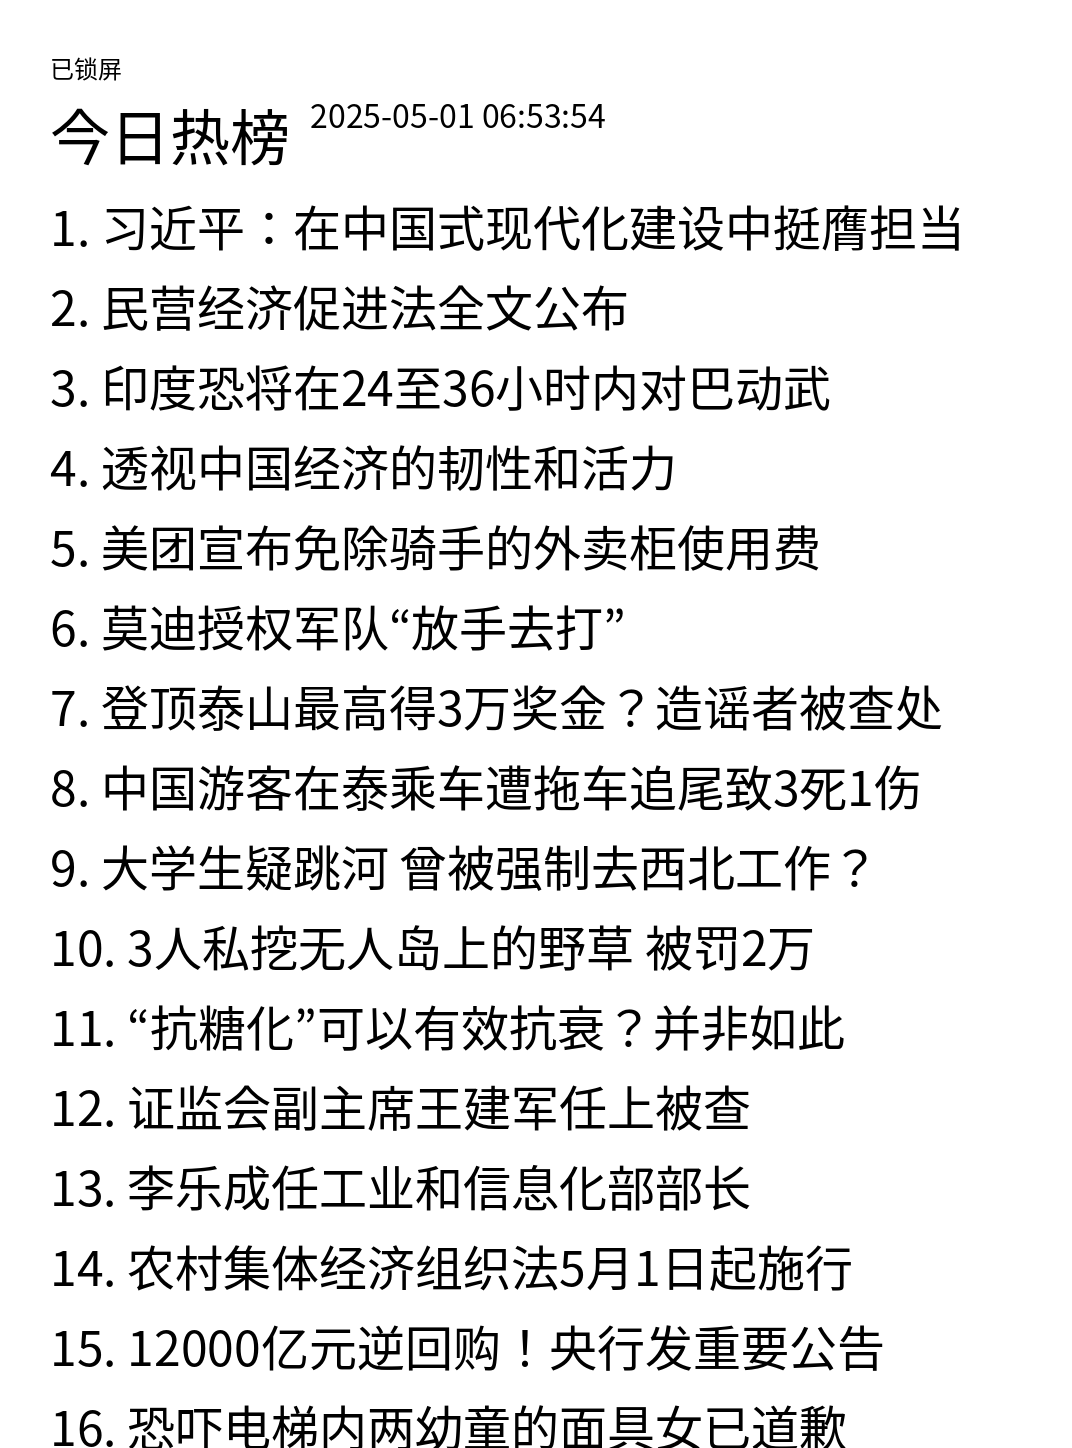 已锁屏
今日热榜 2025-05-01 06:53:54
1. 习近平：在中国式现代化建设中挺膺担当
2. 民营经济促进法全文公布
3. 印度恐将在24至36小时内对巴动武
4. 透视中国经济的韧性和活力
5. 美团宣布免除骑手的外卖柜使用费
6. 莫迪授权军队“放手去打”
7. 登顶泰山最高得3万奖金？造谣者被查处
8. 中国游客在泰乘车遭拖车追尾致3死1伤
9. 大学生疑跳河 曾被强制去西北工作？
10. 3人私挖无人岛上的野草 被罚2万
11. “抗糖化”可以有效抗衰？并非如此
12. 证监会副主席王建军任上被查
13. 李乐成任工业和信息化部部长
14. 农村集体经济组织法5月1日起施行
15. 12000亿元逆回购！央行发重要公告
16. 恐吓电梯内两幼童的面具女已道歉